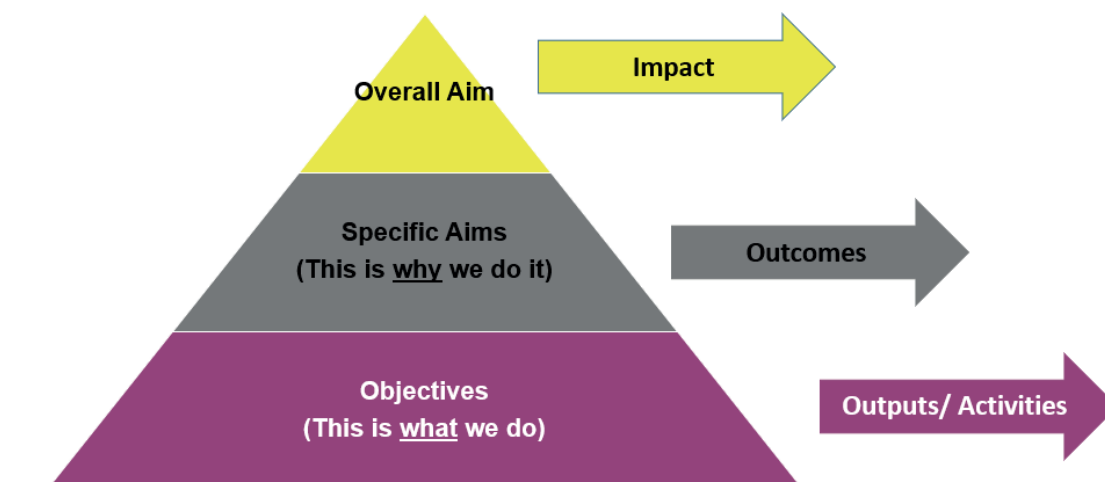 Overall Aim
Impact
Specific Aims
(This is why we do it)
Outcomes
Objectives
(This is what we do)
Outputs/ Activities